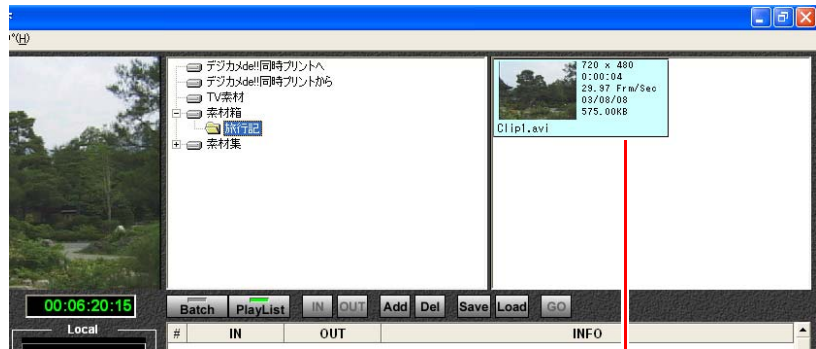 (H)
デジカメde!!同時プリントへ
デジカメde!!同時プリントから
TV素材
素材箱
旅行記
素材集
720 x 480
0:00:04
29.97 Frm/Sec
03/08/08
575.00KB
Clip1.avi
00:06:20:15
Batch PlayList IN OUT Add Del Save Load GO
Local
# IN OUT INFO